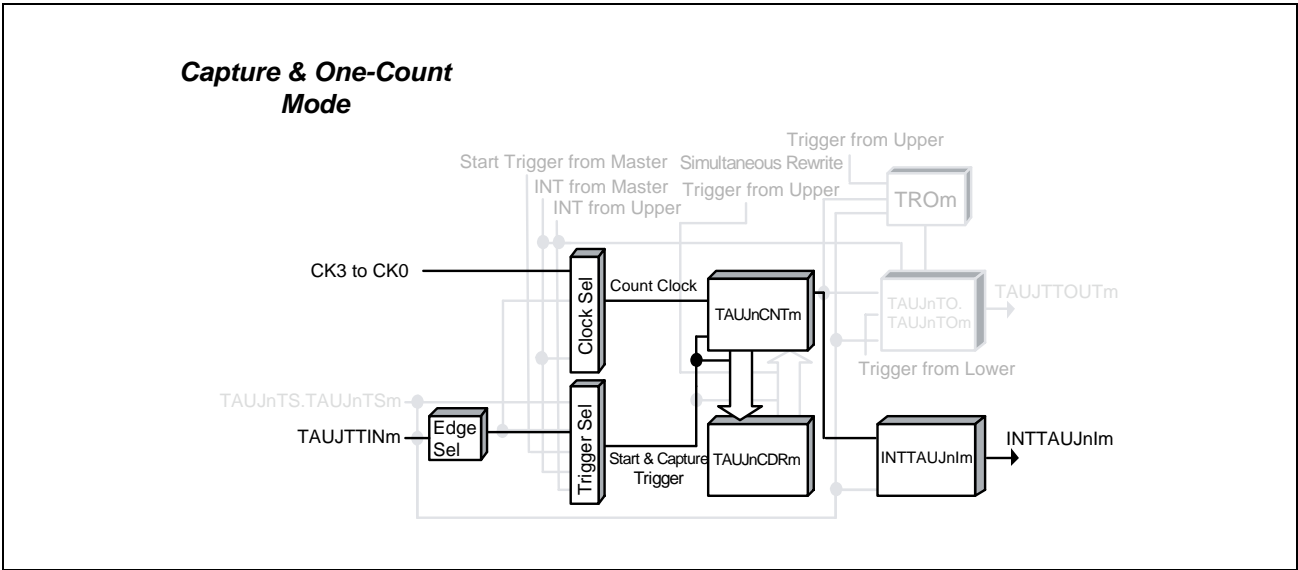 Capture & One-Count
Mode
Trigger from Upper
Start Trigger from Master
Simultaneous Rewrite
INT from Master
Trigger from Upper
INT from Upper
TROm
CK3 to CK0
Clock Sel
Count Clock
TAUJnCNTm
TAUJnTO.
TAUJnTOm
TAUJTTOUTm
Trigger from Lower
TAUJnTS.TAUJnTSm
TAUJTTINm
Edge
Sel
Trigger Sel
Start & Capture
Trigger
TAUJnCDRm
INTTAUJnIm
INTTAUJnIm